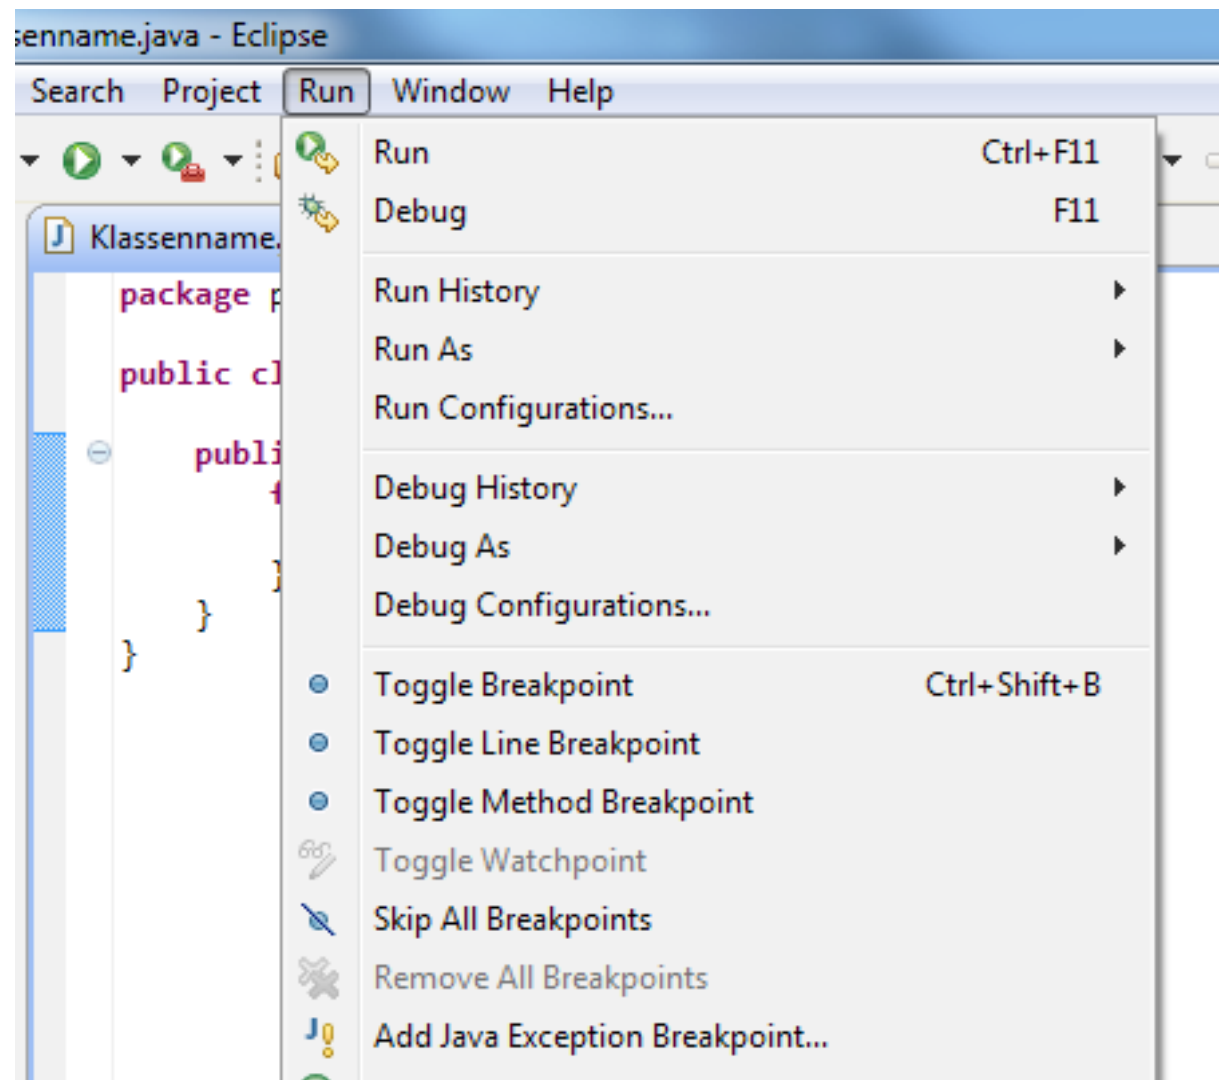 senname.java - Eclipse
Search Project Run Window Help
Run Ctrl+F11
Debug F11
Klassenname.
Run History
Run As
Run Configurations...
Debug History
Debug As
Debug Configurations...
Toggle Breakpoint Ctrl+Shift+B
Toggle Line Breakpoint
Toggle Method Breakpoint
Toggle Watchpoint
Skip All Breakpoints
Remove All Breakpoints
Add Java Exception Breakpoint...
package p
public cl
publi
}
}
}